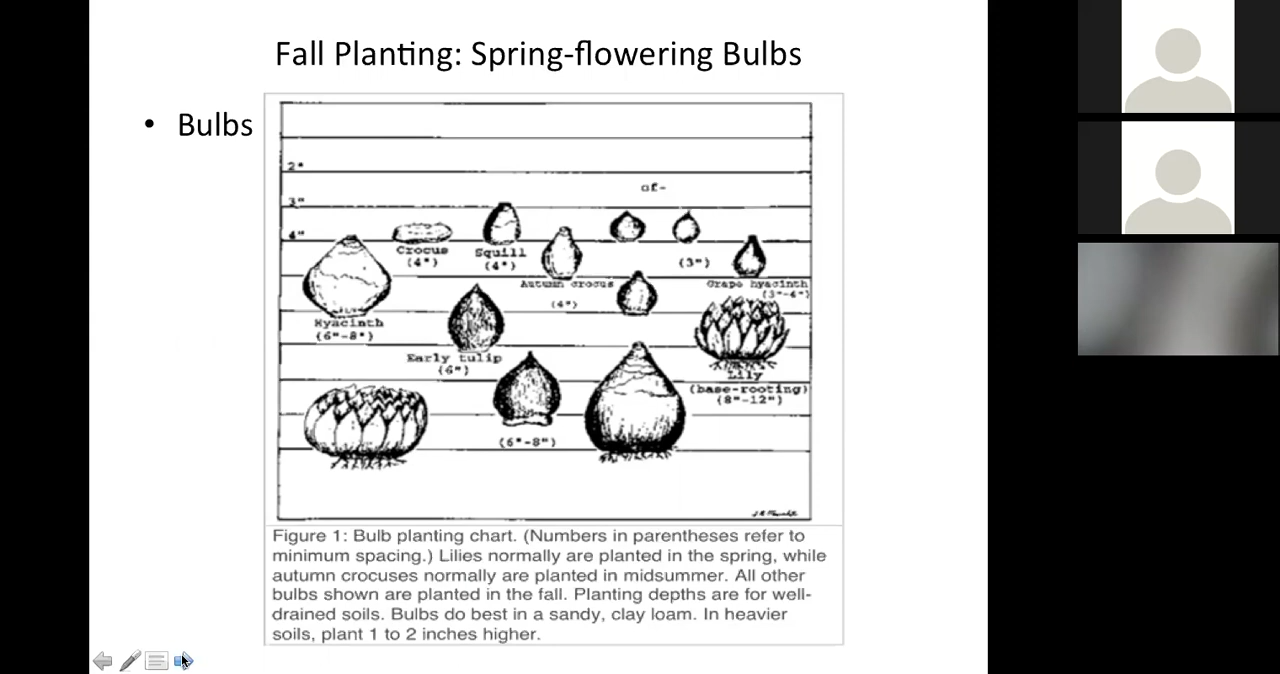 Fall Planting: Spring-flowering Bulbs
• Bulbs
2"
of-
3"
4"
Crocus
(4")
Squill
(4")
(3")
Autumn crocus
(4")
Grape hyacinth
(3"-4")
Hyacinth
(6"-8")
Early tulip
(6")
Lily
(base-rooting)
(8"-12")
(6"-8")
Figure 1: Bulb planting chart. (Numbers in parentheses refer to
minimum spacing.) Lilies normally are planted in the spring, while
autumn crocuses normally are planted in midsummer. All other
bulbs shown are planted in the fall. Planting depths are for well-
drained soils. Bulbs do best in a sandy, clay loam. In heavier
soils, plant 1 to 2 inches higher.